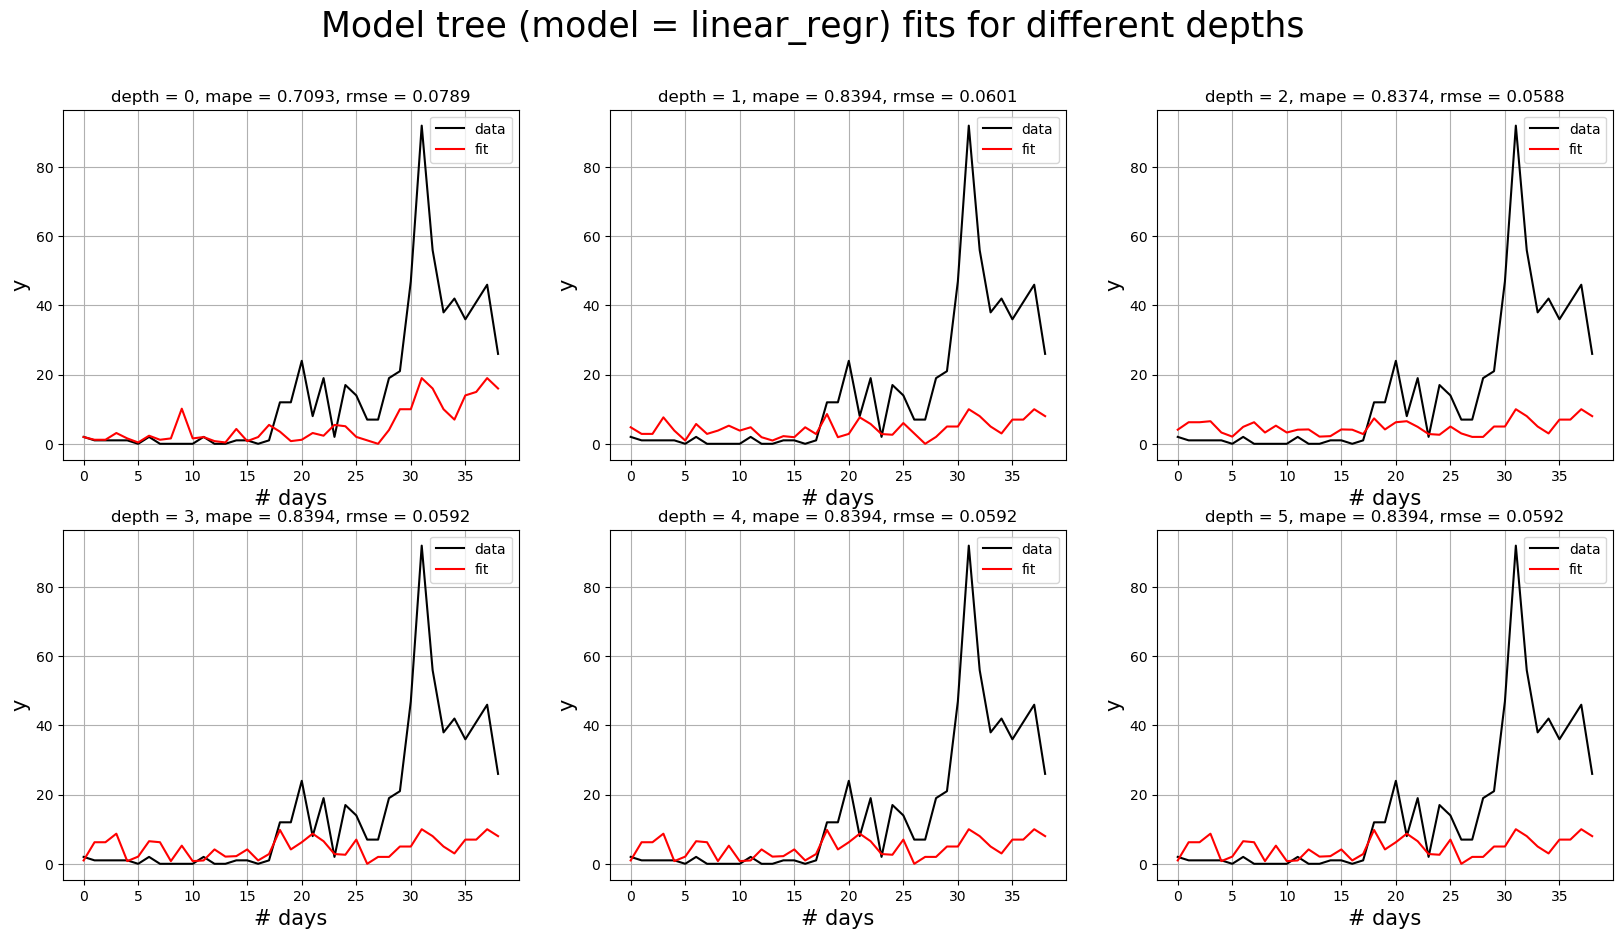 Model tree (model = linear_regr) fits for different depths
depth = 0, mape = 0.7093, rmse = 0.0789
data
fit
80
60
40
20
0
y
0 5 10 15 20 25 30 35
# days
depth = 1, mape = 0.8394, rmse = 0.0601
data
fit
80
60
40
20
0
y
0 5 10 15 20 25 30 35
# days
depth = 2, mape = 0.8374, rmse = 0.0588
data
fit
80
60
40
20
0
y
0 5 10 15 20 25 30 35
# days
depth = 3, mape = 0.8394, rmse = 0.0592
data
fit
80
60
40
20
0
y
0 5 10 15 20 25 30 35
# days
depth = 4, mape = 0.8394, rmse = 0.0592
data
fit
80
60
40
20
0
y
0 5 10 15 20 25 30 35
# days
depth = 5, mape = 0.8394, rmse = 0.0592
data
fit
80
60
40
20
0
y
0 5 10 15 20 25 30 35
# days